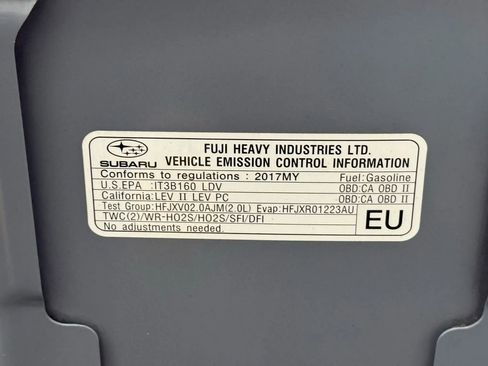 SUBARU
FUJI HEAVY INDUSTRIES LTD.
VEHICLE EMISSION CONTROL INFORMATION
Conforms to regulations : 2017MY Fuel:Gasoline
U.S.EPA :IT3B160 LDV OBD:CA OBD II
California:LEV II LEV PC OBD:CA OBD II
Test Group:HFJXV02.0AJM(2.0L) Evap:HFJXR01223AU
TWC(2)/WR-HO2S/HO2S/SFI/DFI
No adjustments needed.
EU